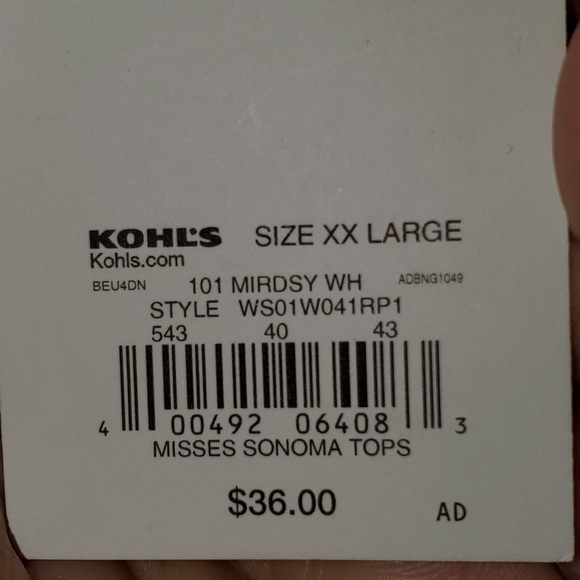 KOHL'S SIZE XX LARGE
Kohls.com
BEU4DN 101 MIRDSY WH ADBNG1049
STYLE WS01W041RP1
543 40 43
4 00492 06408 3
MISSES SONOMA TOPS
$36.00 AD